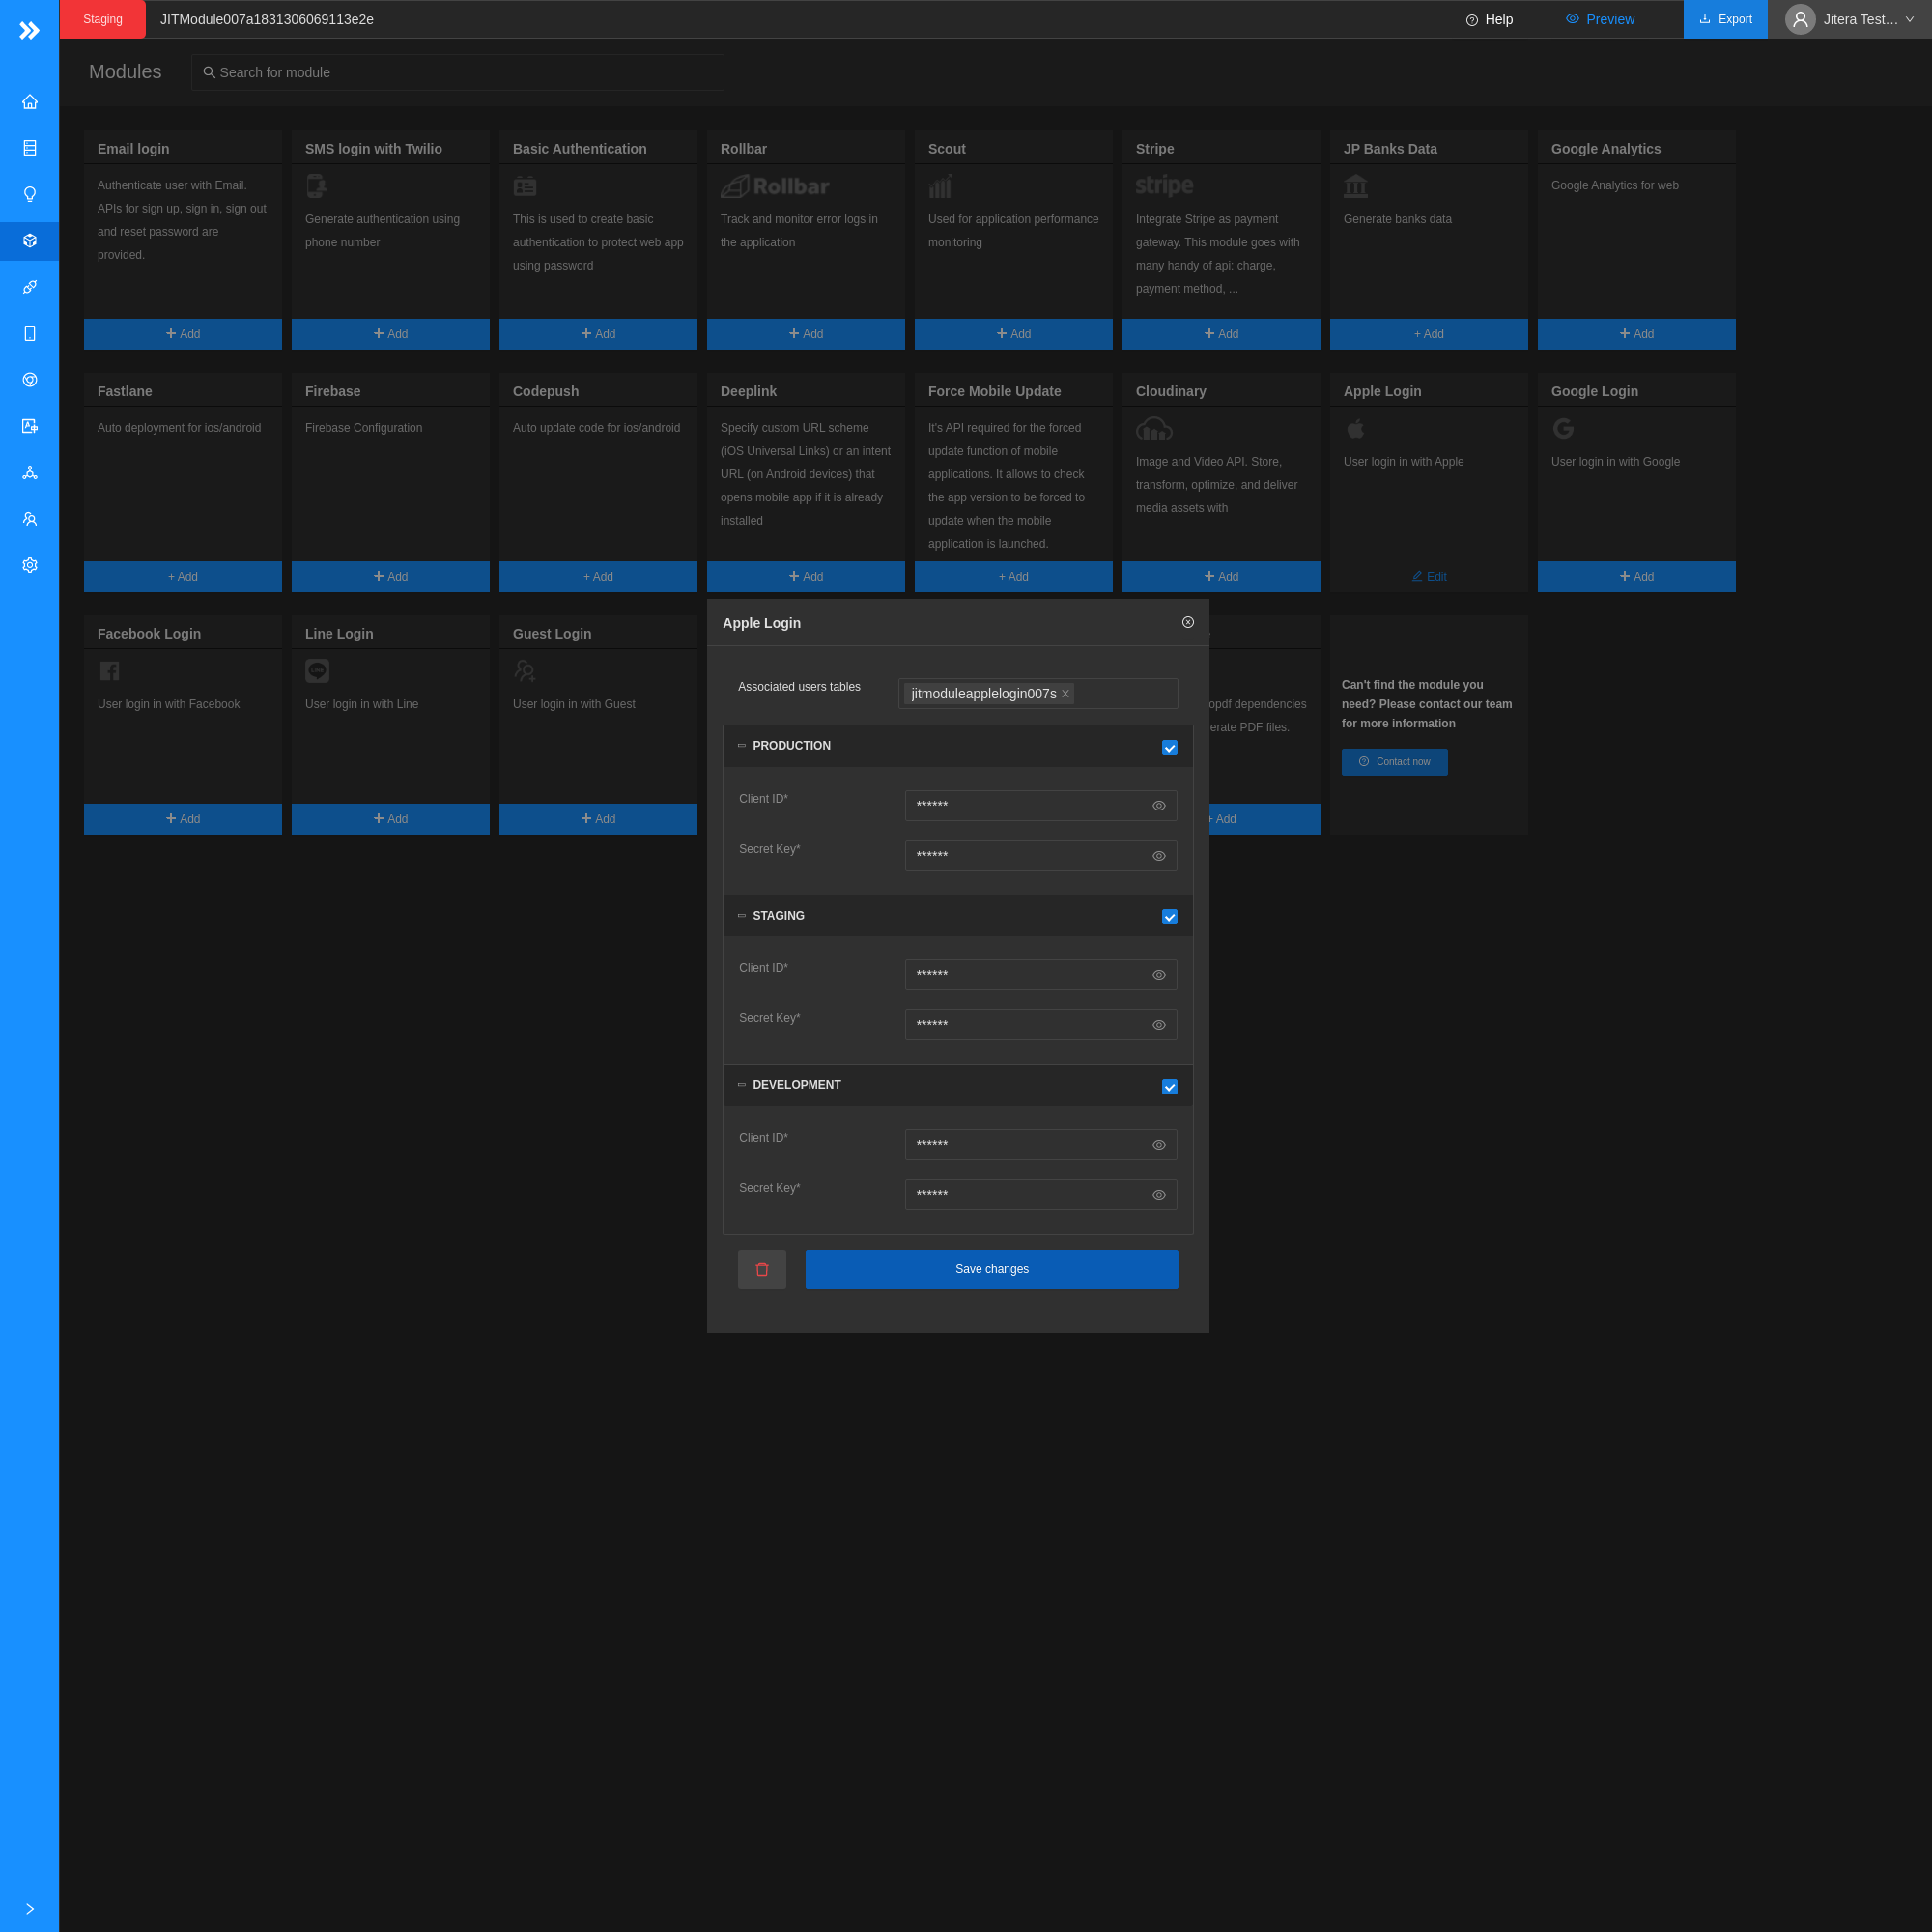 Staging
JITModule007a1831306069113e2e
Help
Preview
Export
Jitera Test…
Modules
Search for module
Email login
Authenticate user with Email.
APIs for sign up, sign in, sign out
and reset password are
provided.
Add
SMS login with Twilio
Generate authentication using
phone number
Add
Basic Authentication
This is used to create basic
authentication to protect web app
using password
Add
Rollbar
Rollbar
Track and monitor error logs in
the application
Add
Scout
Used for application performance
monitoring
Add
Stripe
stripe
Integrate Stripe as payment
gateway. This module goes with
many handy of api: charge,
payment method, ...
Add
JP Banks Data
Generate banks data
+ Add
Google Analytics
Google Analytics for web
Add
Fastlane
Auto deployment for ios/android
+ Add
Firebase
Firebase Configuration
Add
Codepush
Auto update code for ios/android
+ Add
Deeplink
Specify custom URL scheme
(iOS Universal Links) or an intent
URL (on Android devices) that
opens mobile app if it is already
installed
Add
Force Mobile Update
It's API required for the forced
update function of mobile
applications. It allows to check
the app version to be forced to
update when the mobile
application is launched.
+ Add
Cloudinary
Image and Video API. Store,
transform, optimize, and deliver
media assets with
Add
Apple Login
User login in with Apple
Edit
Google Login
User login in with Google
Add
Facebook Login
User login in with Facebook
Add
Line Login
LINE
User login in with Line
Add
Guest Login
User login in with Guest
Add
opdf dependencies
erate PDF files.
+ Add
Can't find the module you
need? Please contact our team
for more information
Contact now
Apple Login
Associated users tables
jitmoduleapplelogin007s
PRODUCTION
Client ID*
******
Secret Key*
******
STAGING
Client ID*
******
Secret Key*
******
DEVELOPMENT
Client ID*
******
Secret Key*
******
Save changes